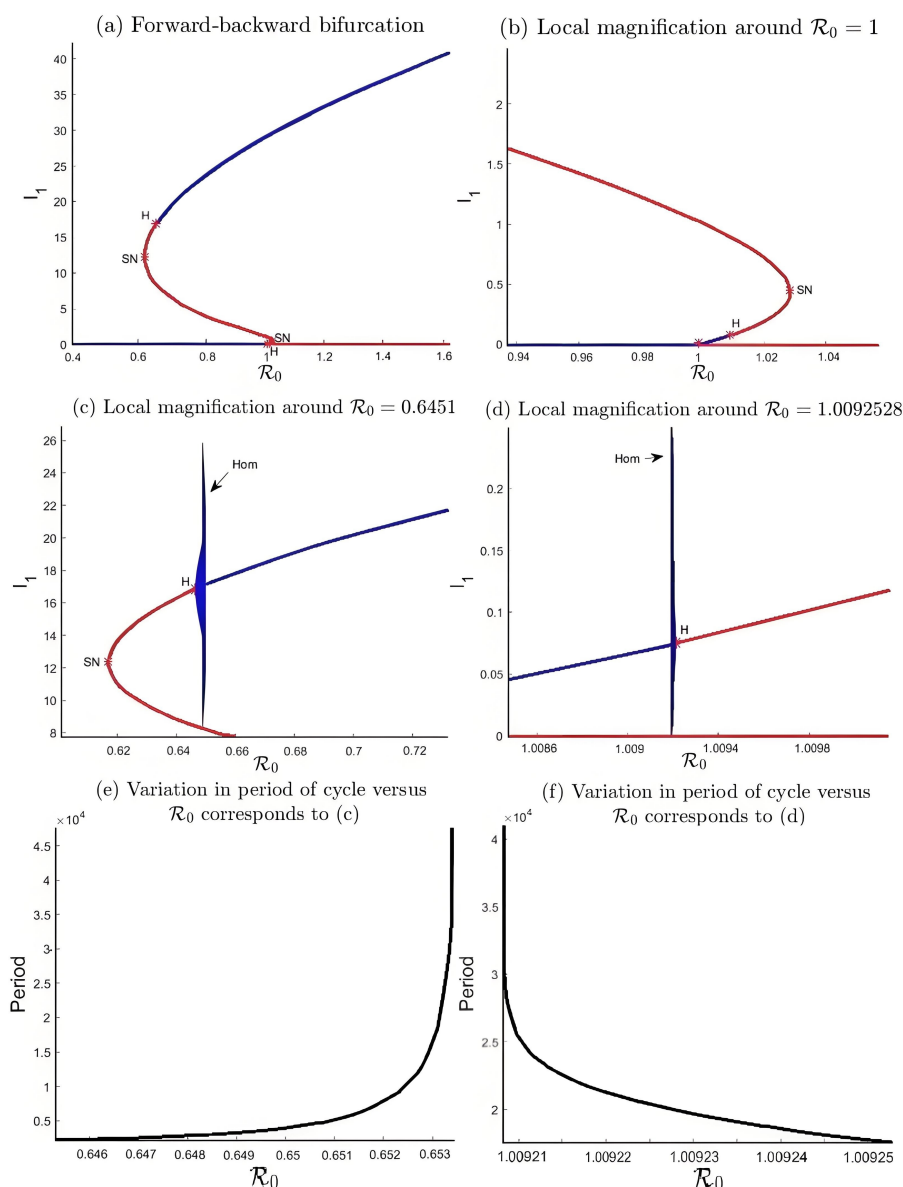 (a) Forward-backward bifurcation
40
35
30
25
20
15
10
5
0
I₁
H
SN
SN
H
0.4 0.6 0.8 1 1.2 1.4 1.6
ℛ₀
(b) Local magnification around ℛ₀ = 1
2
1.5
1
0.5
0
I₁
SN
H
0.94 0.96 0.98 1 1.02 1.04
ℛ₀
(c) Local magnification around ℛ₀ = 0.6451
26
24
22
20
18
16
14
12
10
8
I₁
Hom
H
SN
0.62 0.64 0.66 0.68 0.7 0.72
ℛ₀
(d) Local magnification around ℛ₀ = 1.0092528
0.2
0.15
0.1
0.05
0
I₁
Hom
H
1.0086 1.009 1.0094 1.0098
ℛ₀
(e) Variation in period of cycle versus
ℛ₀ corresponds to (c)
×10⁴
4.5
4
3.5
3
2.5
2
1.5
1
0.5
Period
0.646 0.647 0.648 0.649 0.65 0.651 0.652 0.653
ℛ₀
(f) Variation in period of cycle versus
ℛ₀ corresponds to (d)
×10⁴
4
3.5
3
2.5
2
Period
1.00921 1.00922 1.00923 1.00924 1.00925
ℛ₀